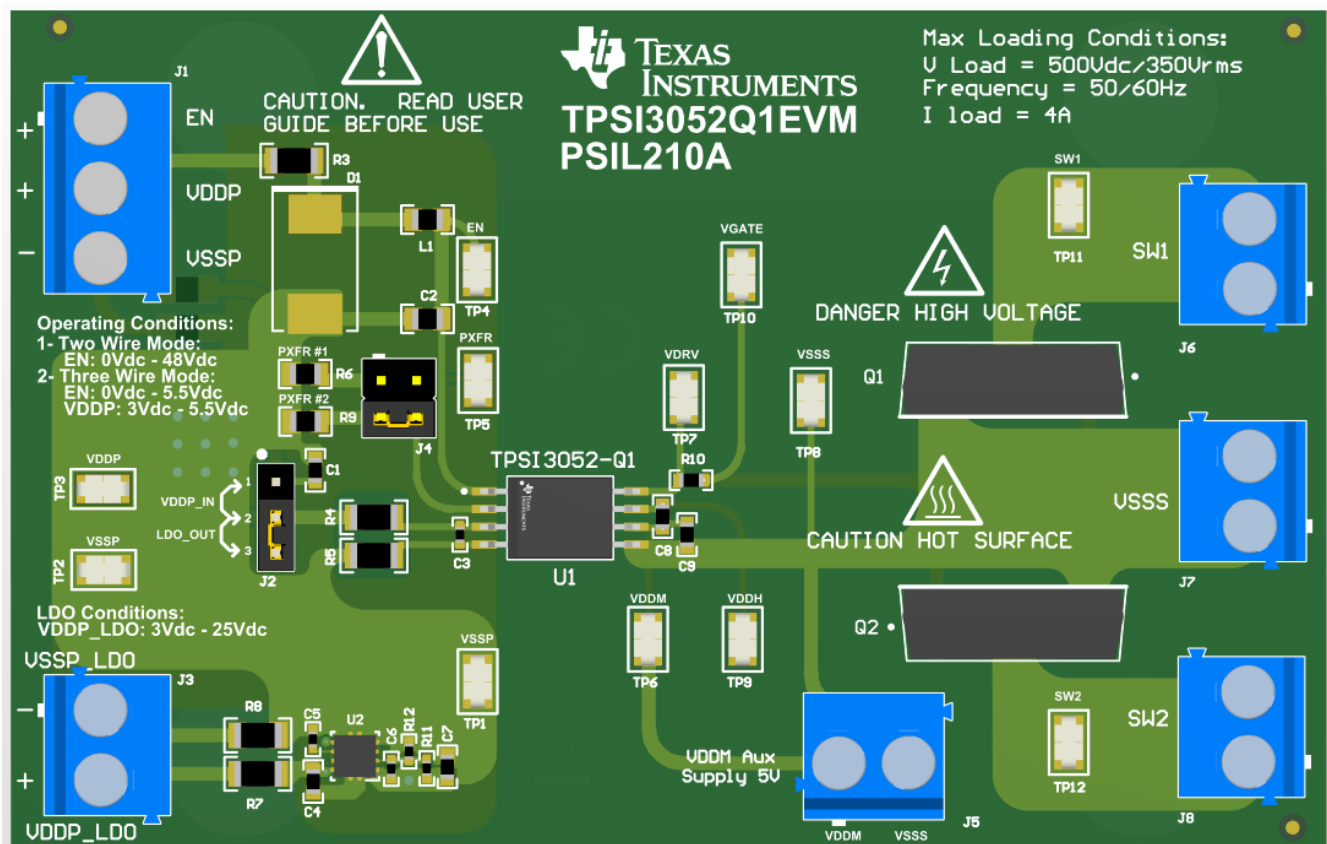 J1
EN
VDDP
VSSP
+
+
-
CAUTION. READ USER
GUIDE BEFORE USE
TEXAS
INSTRUMENTS
TPSI3052Q1EVM
PSIL210A
Max Loading Conditions:
V Load = 500Vdc/350Vrms
Frequency = 50/60Hz
I load = 4A
R3
D1
L1
EN
TP4
C2
Operating Conditions:
1- Two Wire Mode:
EN: 0Vdc - 48Vdc
2- Three Wire Mode:
EN: 0Vdc - 5.5Vdc
VDDP: 3Vdc - 5.5Vdc
PXFR #1
R6
PXFR #2
R9
J4
PXFR
TP5
VGATE
TP10
VDRV
TP7
VSSS
TP8
R10
SW1
TP11
SW1
J6
DANGER HIGH VOLTAGE
Q1
VSSS
J7
CAUTION HOT SURFACE
Q2
VDDP
TP3
VSSP
TP2
VDDP_IN
LDO_OUT
1
2
3
J2
C1
R4
R5
C3
TPSI3052-Q1
TEXAS
INSTRUMENTS
U1
C8
C9
VDDM
TP6
VDDH
TP9
LDO Conditions:
VDDP_LDO: 3Vdc - 25Vdc
VSSP_LDO
J3
-
+
VDDP_LDO
R8
R7
C5
C4
U2
C6
R12
R11
C7
VSSP
TP1
VDDM Aux
Supply 5V
VDDM
VSSS
J5
SW2
TP12
SW2
J8